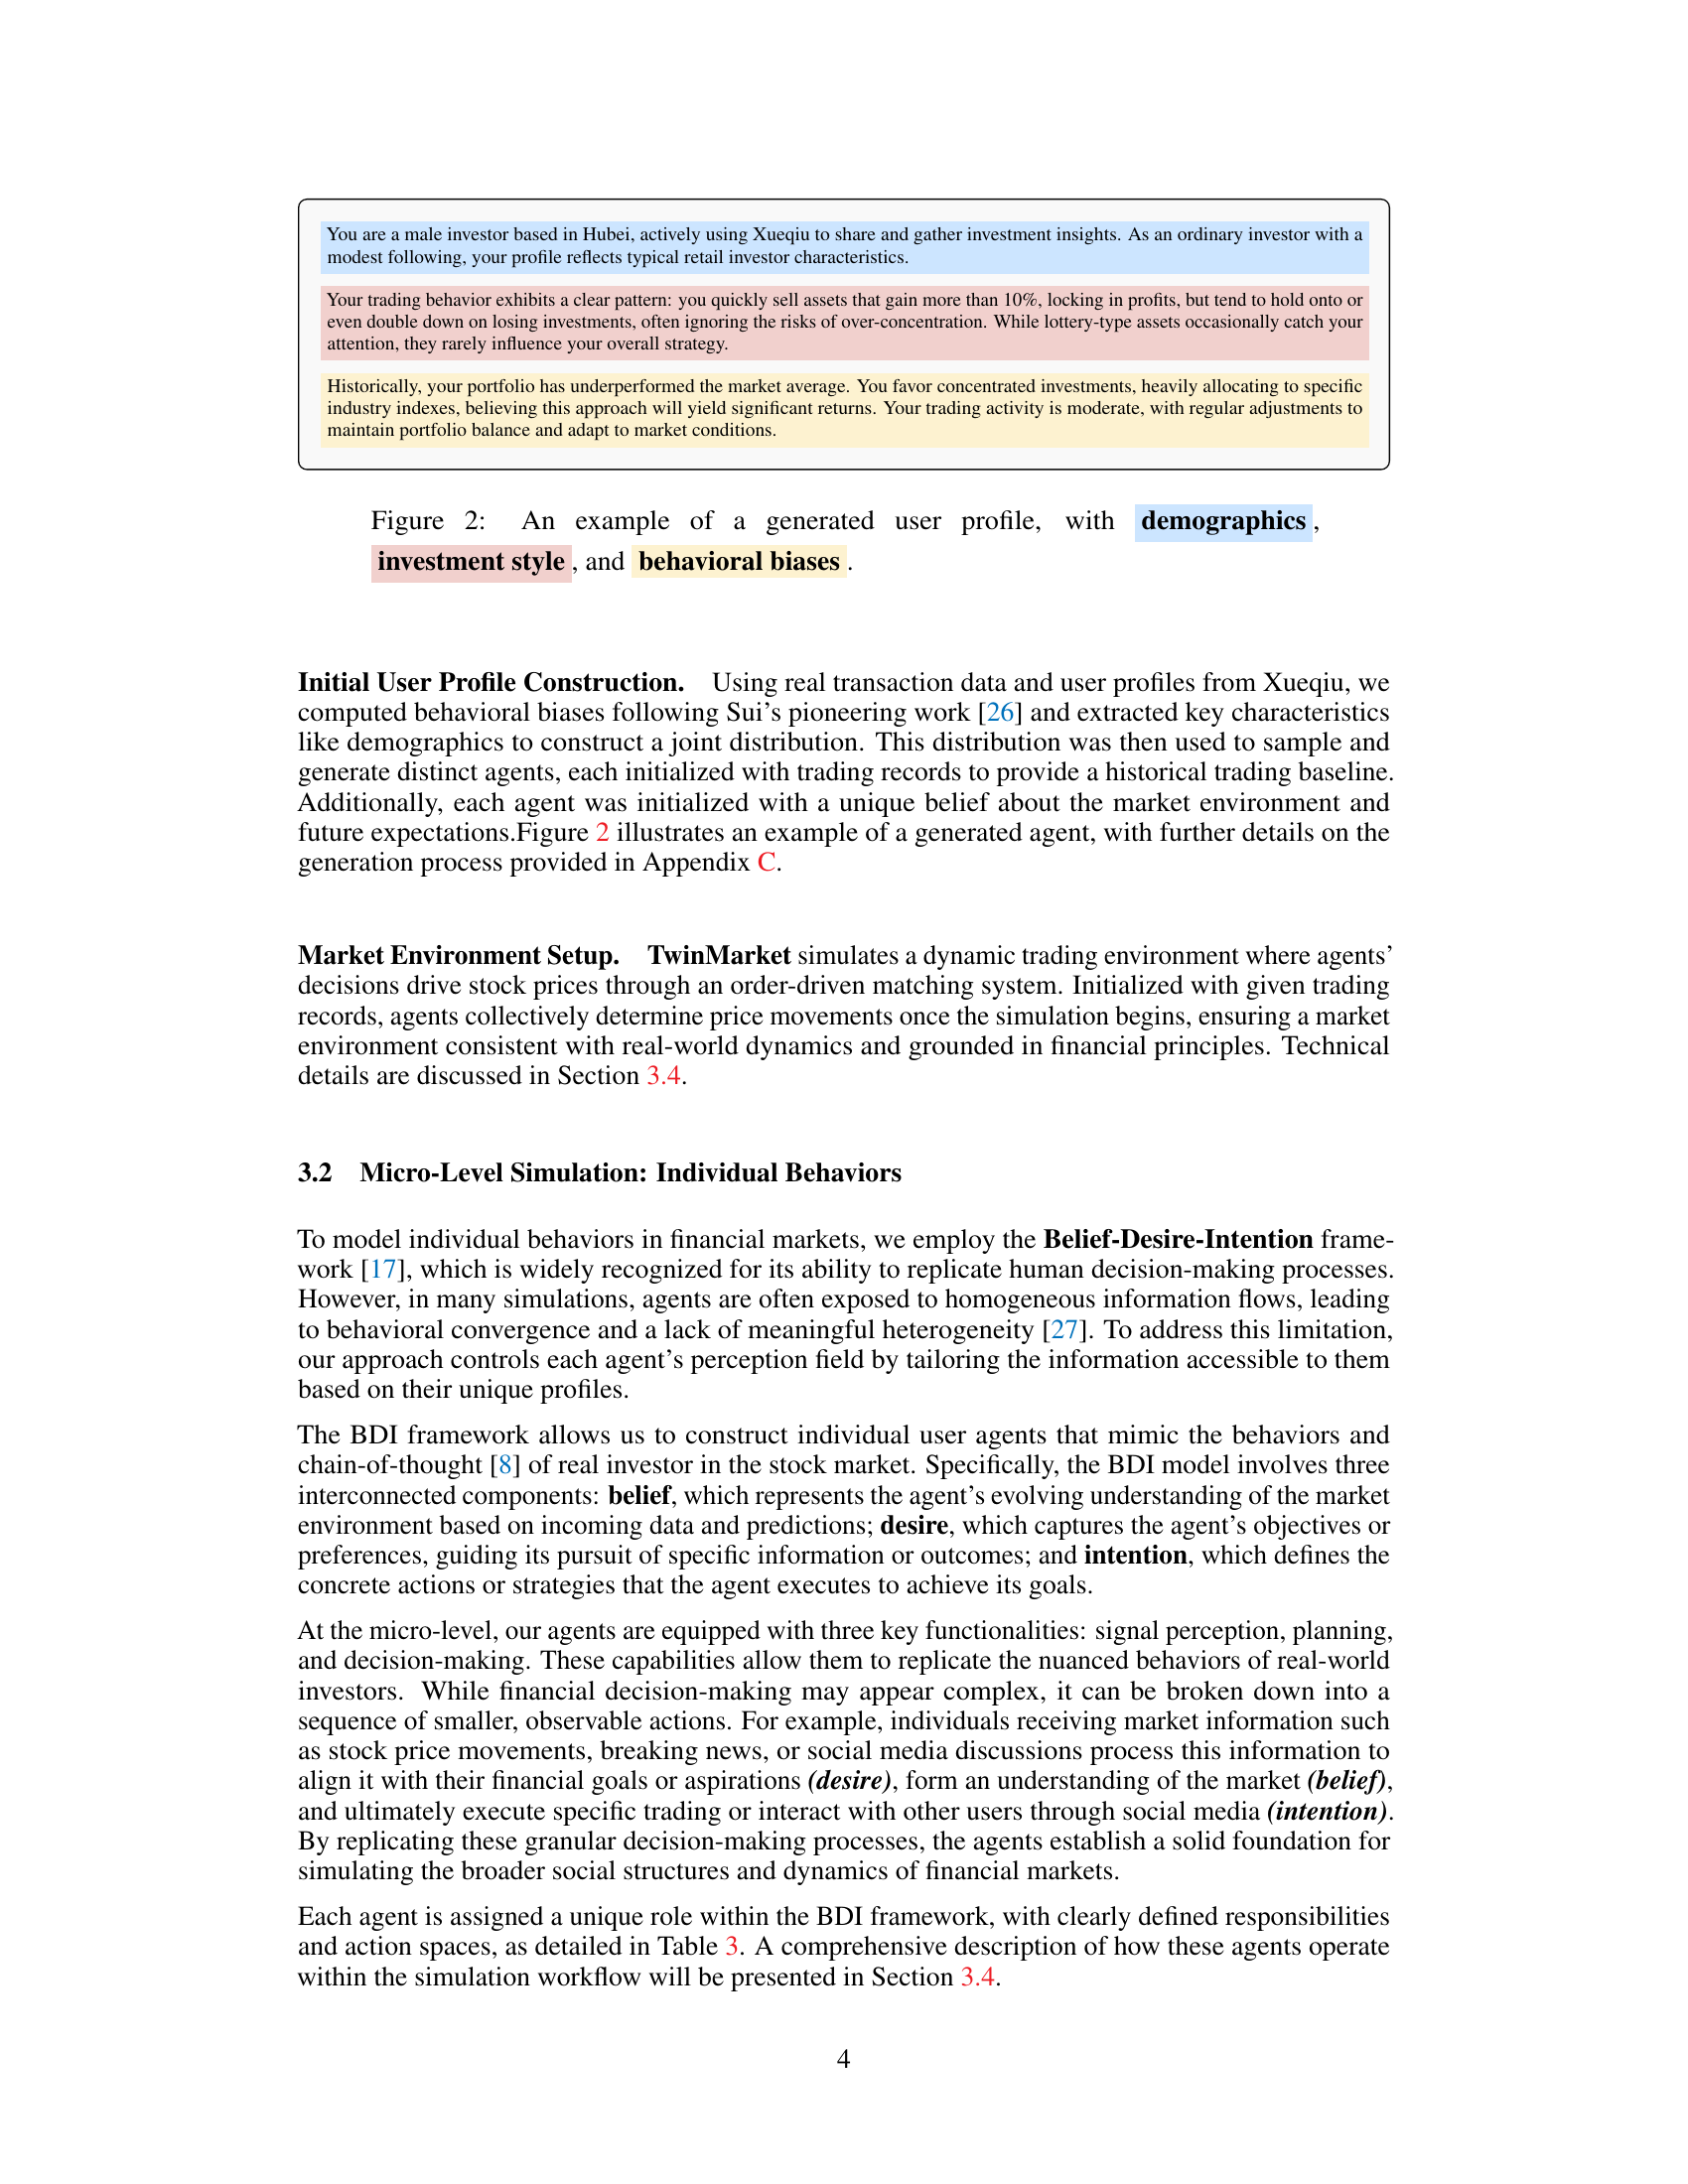 You are a male investor based in Hubei, actively using Xueqiu to share and gather investment insights. As an ordinary investor with a
modest following, your profile reflects typical retail investor characteristics.
Your trading behavior exhibits a clear pattern: you quickly sell assets that gain more than 10%, locking in profits, but tend to hold onto or
even double down on losing investments, often ignoring the risks of over-concentration. While lottery-type assets occasionally catch your
attention, they rarely influence your overall strategy.
Historically, your portfolio has underperformed the market average. You favor concentrated investments, heavily allocating to specific
industry indexes, believing this approach will yield significant returns. Your trading activity is moderate, with regular adjustments to
maintain portfolio balance and adapt to market conditions.
Figure 2: An example of a generated user profile, with demographics,
investment style, and behavioral biases.
Initial User Profile Construction. Using real transaction data and user profiles from Xueqiu, we
computed behavioral biases following Sui's pioneering work [26] and extracted key characteristics
like demographics to construct a joint distribution. This distribution was then used to sample and
generate distinct agents, each initialized with trading records to provide a historical trading baseline.
Additionally, each agent was initialized with a unique belief about the market environment and
future expectations.Figure 2 illustrates an example of a generated agent, with further details on the
generation process provided in Appendix C.
Market Environment Setup. TwinMarket simulates a dynamic trading environment where agents'
decisions drive stock prices through an order-driven matching system. Initialized with given trading
records, agents collectively determine price movements once the simulation begins, ensuring a market
environment consistent with real-world dynamics and grounded in financial principles. Technical
details are discussed in Section 3.4.
3.2 Micro-Level Simulation: Individual Behaviors
To model individual behaviors in financial markets, we employ the Belief-Desire-Intention frame-
work [17], which is widely recognized for its ability to replicate human decision-making processes.
However, in many simulations, agents are often exposed to homogeneous information flows, leading
to behavioral convergence and a lack of meaningful heterogeneity [27]. To address this limitation,
our approach controls each agent's perception field by tailoring the information accessible to them
based on their unique profiles.
The BDI framework allows us to construct individual user agents that mimic the behaviors and
chain-of-thought [8] of real investor in the stock market. Specifically, the BDI model involves three
interconnected components: belief, which represents the agent's evolving understanding of the market
environment based on incoming data and predictions; desire, which captures the agent's objectives or
preferences, guiding its pursuit of specific information or outcomes; and intention, which defines the
concrete actions or strategies that the agent executes to achieve its goals.
At the micro-level, our agents are equipped with three key functionalities: signal perception, planning,
and decision-making. These capabilities allow them to replicate the nuanced behaviors of real-world
investors. While financial decision-making may appear complex, it can be broken down into a
sequence of smaller, observable actions. For example, individuals receiving market information such
as stock price movements, breaking news, or social media discussions process this information to
align it with their financial goals or aspirations (desire), form an understanding of the market (belief),
and ultimately execute specific trading or interact with other users through social media (intention).
By replicating these granular decision-making processes, the agents establish a solid foundation for
simulating the broader social structures and dynamics of financial markets.
Each agent is assigned a unique role within the BDI framework, with clearly defined responsibilities
and action spaces, as detailed in Table 3. A comprehensive description of how these agents operate
within the simulation workflow will be presented in Section 3.4.
4